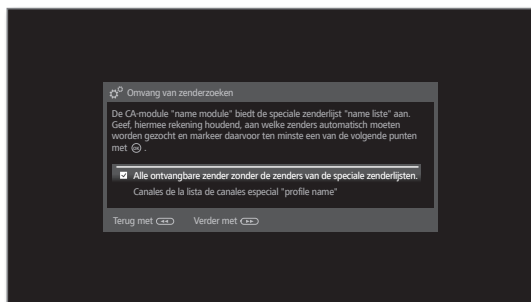 Omvang van zenderzoeken
De CA-module "name module" biedt de speciale zenderlijst "name liste" aan.
Geef, hiermee rekening houdend, aan welke zenders automatisch moeten
worden gezocht en markeer daarvoor ten minste een van de volgende punten
met OK .
Alle ontvangbare zender zonder de zenders van de speciale zenderlijsten.
Canales de la lista de canales especial "profile name"
Terug met Verder met